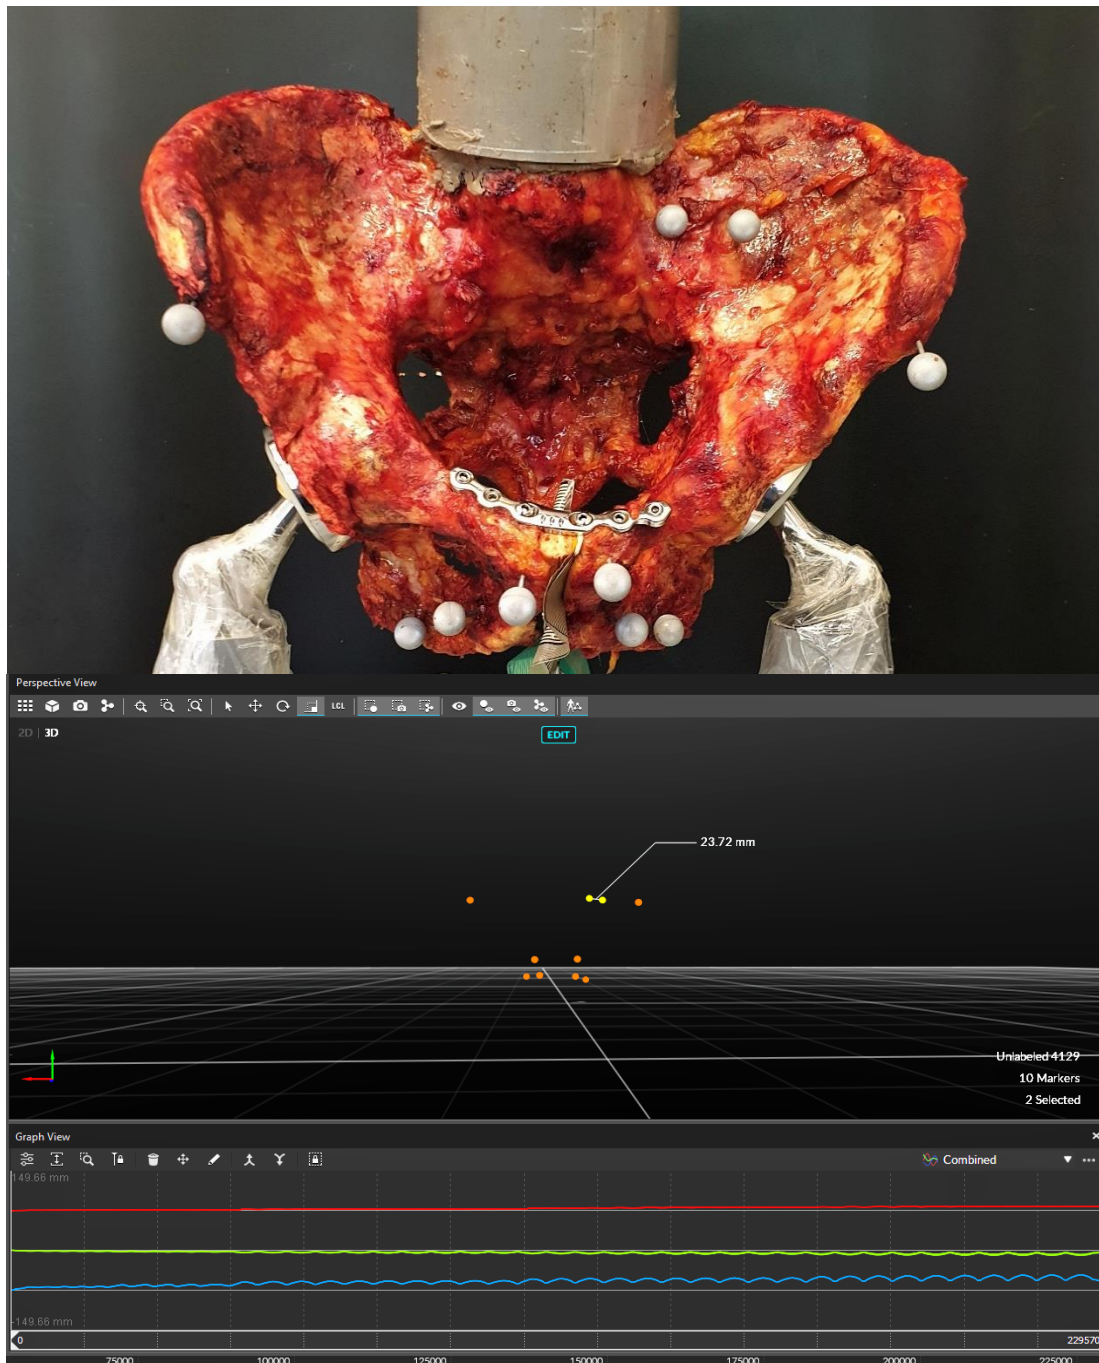 Perspective View
LCL
2D | 3D
EDIT
23.72 mm
Unlabeled 4129
10 Markers
2 Selected
Graph View
Combined
149.66 mm
-149.66 mm
0
229570
75000 100000 125000 150000 175000 200000 225000